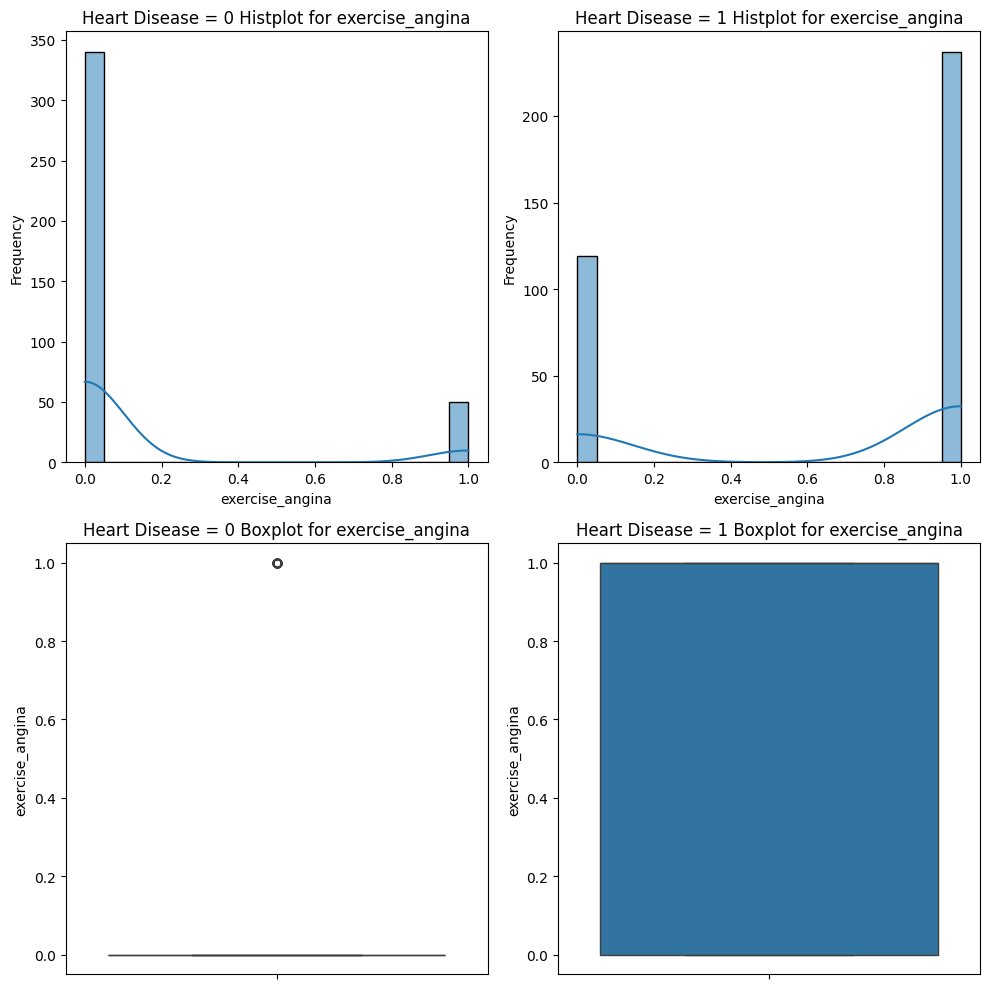 Heart Disease = 0 Histplot for exercise_angina
350
300
250
200
150
100
50
0
Frequency
0.0 0.2 0.4 0.6 0.8 1.0
exercise_angina
Heart Disease = 1 Histplot for exercise_angina
200
150
100
50
0
Frequency
0.0 0.2 0.4 0.6 0.8 1.0
exercise_angina
Heart Disease = 0 Boxplot for exercise_angina
1.0
0.8
0.6
0.4
0.2
0.0
exercise_angina
Heart Disease = 1 Boxplot for exercise_angina
1.0
0.8
0.6
0.4
0.2
0.0
exercise_angina